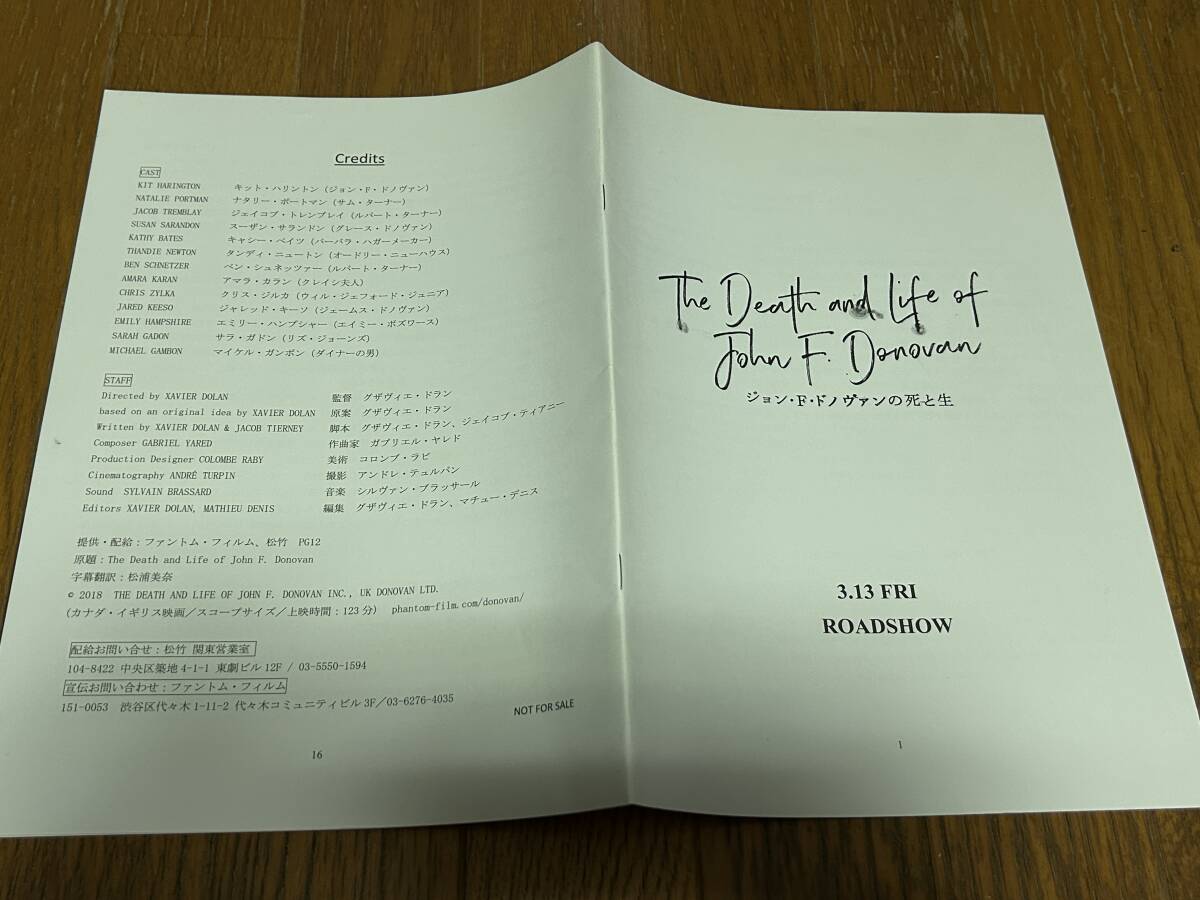 Credits
CAST
KIT HARINGTON キット・ハリントン（ジョン・F・ドノヴァン）
NATALIE PORTMAN ナタリー・ポートマン（サム・ターナー）
JACOB TREMBLAY ジェイコブ・トレンブレイ（ルパート・ターナー）
SUSAN SARANDON スーザン・サランドン（グレース・ドノヴァン）
KATHY BATES キャシー・ベイツ（バーバラ・ハガーメーカー）
THANDIE NEWTON タンディ・ニュートン（オードリー・ニューハウス）
BEN SCHNETZER ベン・シュネッツァー（ルパート・ターナー）
AMARA KARAN アマラ・カラン（クレイシ夫人）
CHRIS ZYLKA クリス・ジルカ（ウィル・ジェフォード・ジュニア）
JARED KEESO ジャレッド・キーソ（ジェームス・ドノヴァン）
EMILY HAMPSHIRE エミリー・ハンプシャー（エイミー・ボズワース）
SARAH GADON サラ・ガドン（リズ・ジョーンズ）
MICHAEL GAMBON マイケル・ガンボン（ダイナーの男）
STAFF
Directed by XAVIER DOLAN 監督 グザヴィエ・ドラン
based on an original idea by XAVIER DOLAN 原案 グザヴィエ・ドラン
Written by XAVIER DOLAN & JACOB TIERNEY 脚本 グザヴィエ・ドラン、ジェイコブ・ティアニー
Composer GABRIEL YARED 作曲家 ガブリエル・ヤレド
Production Designer COLOMBE RABY 美術 コロンブ・ラビ
Cinematography ANDRÉ TURPIN 撮影 アンドレ・テュルパン
Sound SYLVAIN BRASSARD 音楽 シルヴァン・ブラッサール
Editors XAVIER DOLAN, MATHIEU DENIS 編集 グザヴィエ・ドラン、マチュー・デニス
提供・配給：ファントム・フィルム、松竹 PG12
原題：The Death and Life of John F. Donovan
字幕翻訳：松浦美奈
© 2018 THE DEATH AND LIFE OF JOHN F. DONOVAN INC., UK DONOVAN LTD.
（カナダ・イギリス映画／スコープサイズ／上映時間：123分） phantom-film.com/donovan/
配給お問い合せ：松竹 関東営業室
104-8422 中央区築地4-1-1 東劇ビル12F / 03-5550-1594
宣伝お問い合わせ：ファントム・フィルム
151-0053 渋谷区代々木1-11-2 代々木コミュニティビル3F／03-6276-4035
NOT FOR SALE
16
The Death and Life of
John F. Donovan
ジョン・F・ドノヴァンの死と生
3.13 FRI
ROADSHOW
1